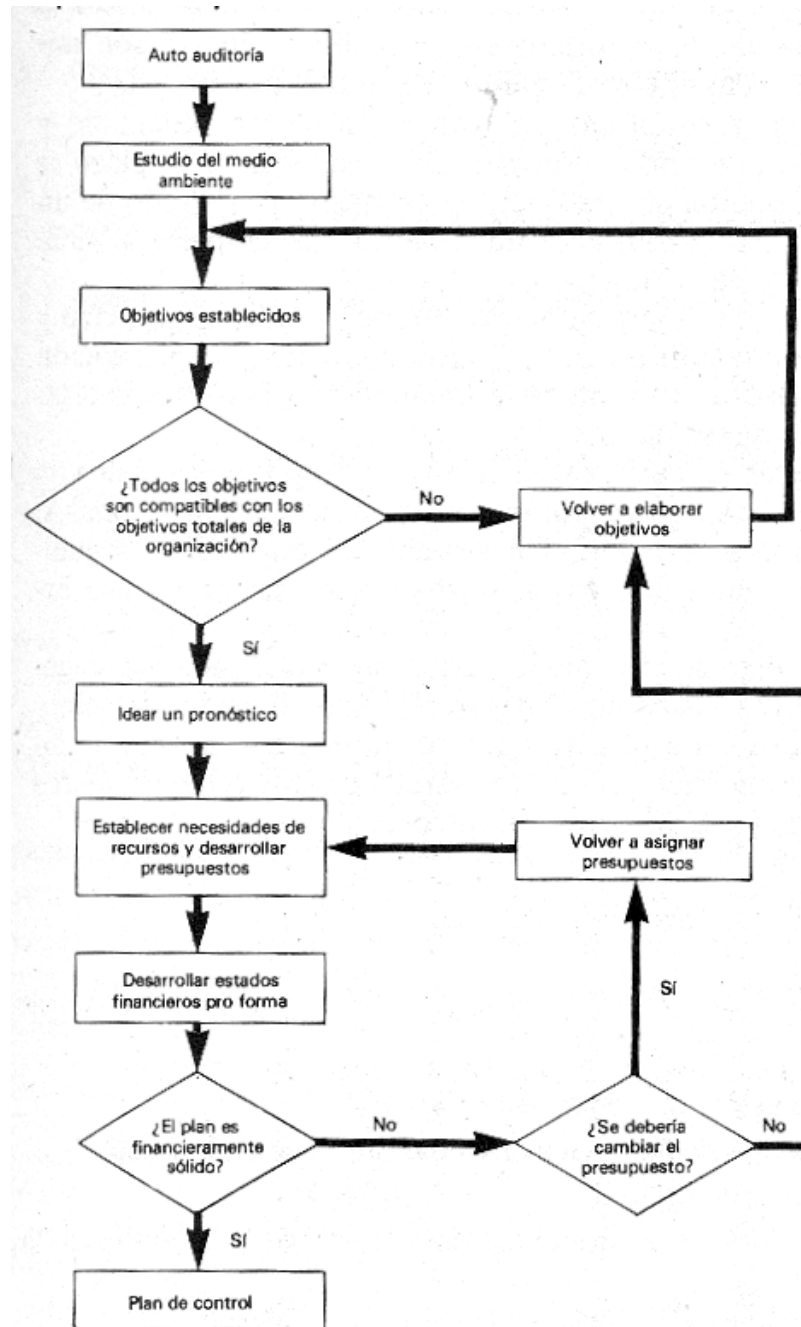 Auto auditoría
Estudio del medio
ambiente
Objetivos establecidos
¿Todos los objetivos
son compatibles con los
objetivos totales de la
organización?
No
Volver a elaborar
objetivos
Sí
Idear un pronóstico
Establecer necesidades de
recursos y desarrollar
presupuestos
Volver a asignar
presupuestos
Desarrollar estados
financieros pro forma
Sí
¿El plan es
financieramente
sólido?
No
¿Se debería
cambiar el
presupuesto?
No
Sí
Plan de control